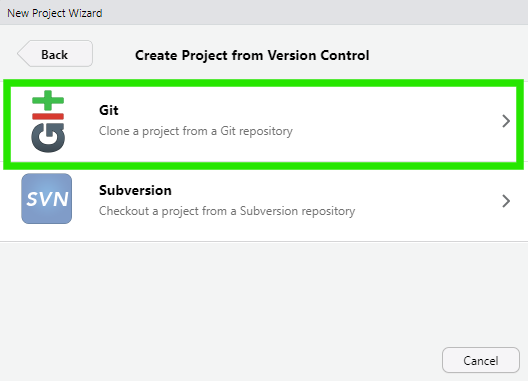 New Project Wizard
Back
Create Project from Version Control
git
Git
Clone a project from a Git repository
SVN
Subversion
Checkout a project from a Subversion repository
Cancel